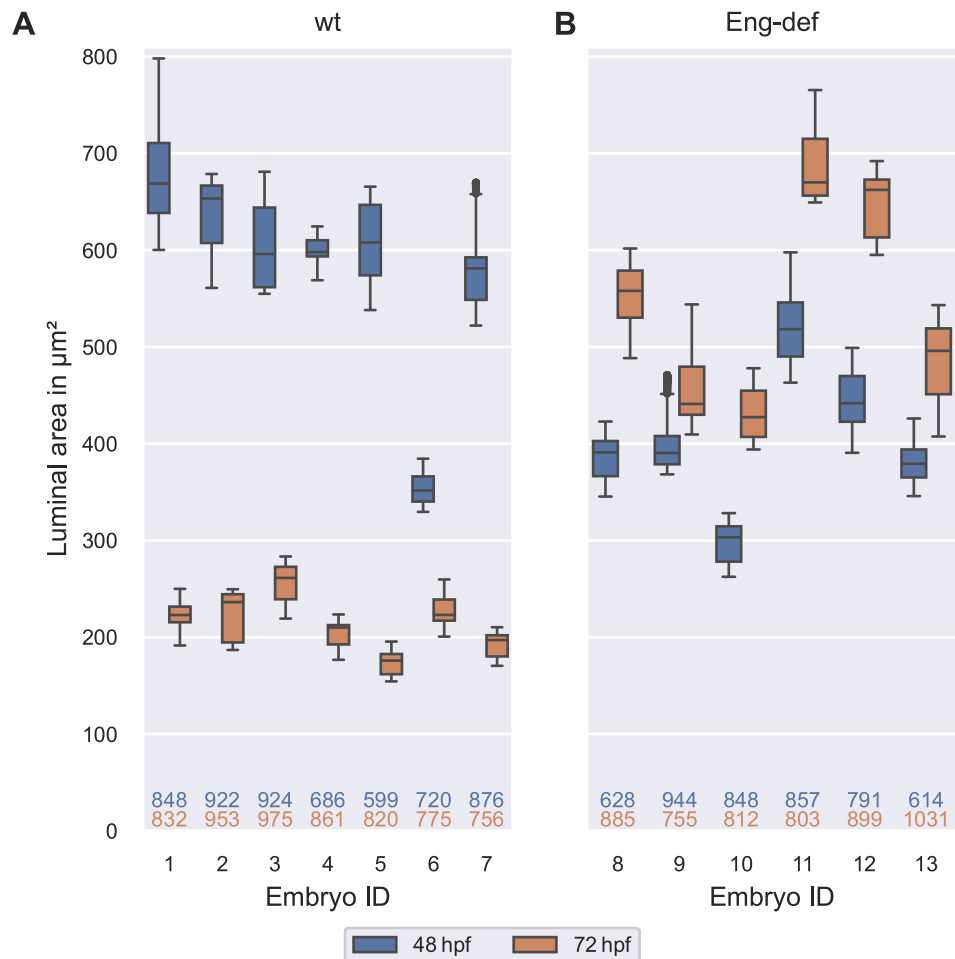 A
wt
B
Eng-def
Luminal area in µm²
800
700
600
500
400
300
200
100
0
848 922 924 686 599 720 876
832 953 975 861 820 775 756
628 944 848 857 791 614
885 755 812 803 899 1031
1 2 3 4 5 6 7
8 9 10 11 12 13
Embryo ID
Embryo ID
48 hpf
72 hpf